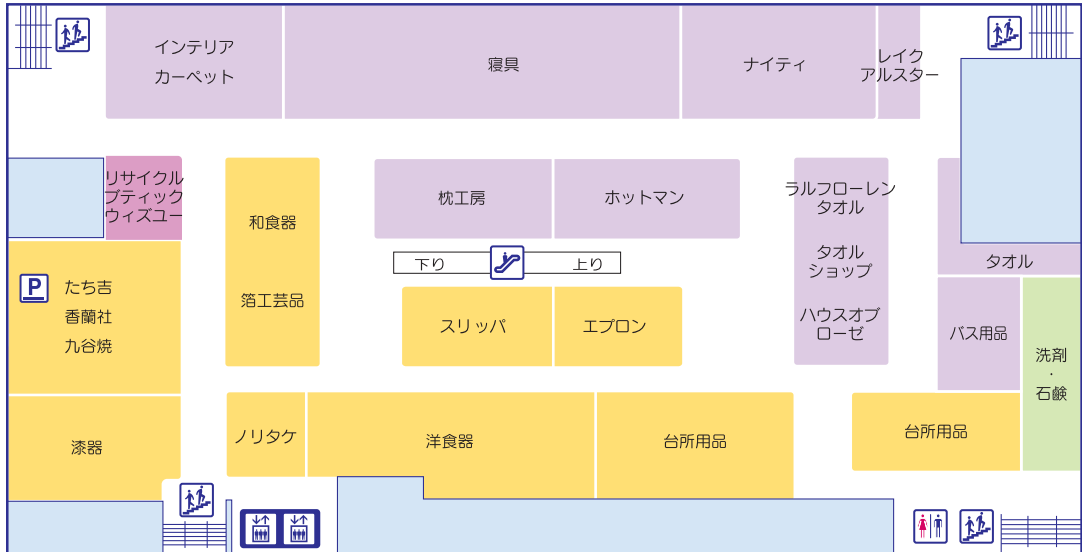 インテリア
カーペット
寝具
ナイティ
レイク
アルスター
リサイクル
ブティック
ウィズユー
和食器
箔工芸品
枕工房
ホットマン
ラルフローレン
タオル
タオル
ショップ
ハウスオブ
ローゼ
下り
上り
タオル
P
たち吉
香蘭社
九谷焼
スリッパ
エプロン
バス用品
洗剤
・
石鹸
漆器
ノリタケ
洋食器
台所用品
台所用品